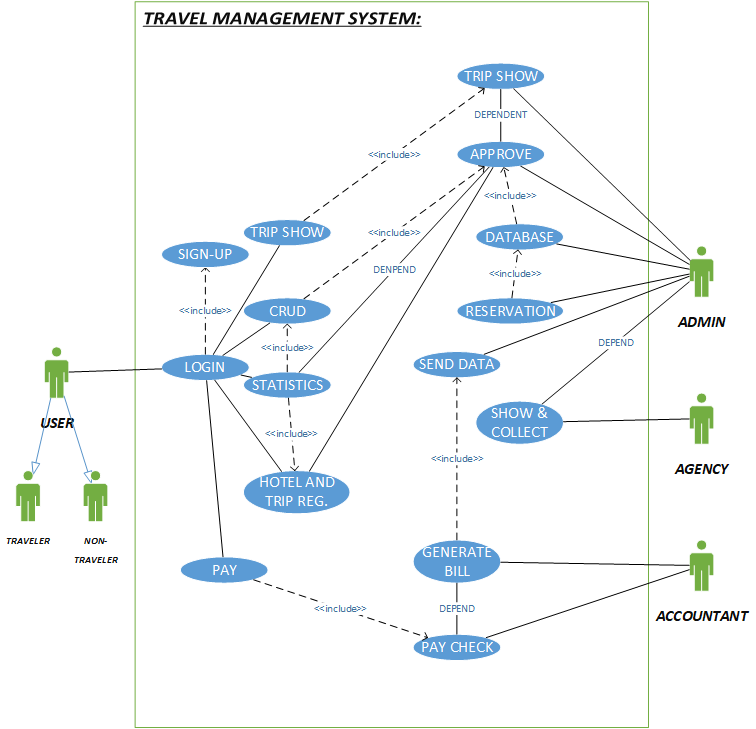 TRAVEL MANAGEMENT SYSTEM:
TRIP SHOW
DEPENDENT
<<include>>
APPROVE
<<include>>
TRIP SHOW
<<include>>
DATABASE
SIGN-UP
DENPEND
<<include>>
<<include>>
CRUD
RESERVATION
ADMIN
<<include>>
DEPEND
LOGIN
SEND DATA
STATISTICS
SHOW &
COLLECT
USER
<<include>>
<<include>>
AGENCY
HOTEL AND
TRIP REG.
TRAVELER
NON-
TRAVELER
GENERATE
BILL
PAY
<<include>>
DEPEND
ACCOUNTANT
PAY CHECK